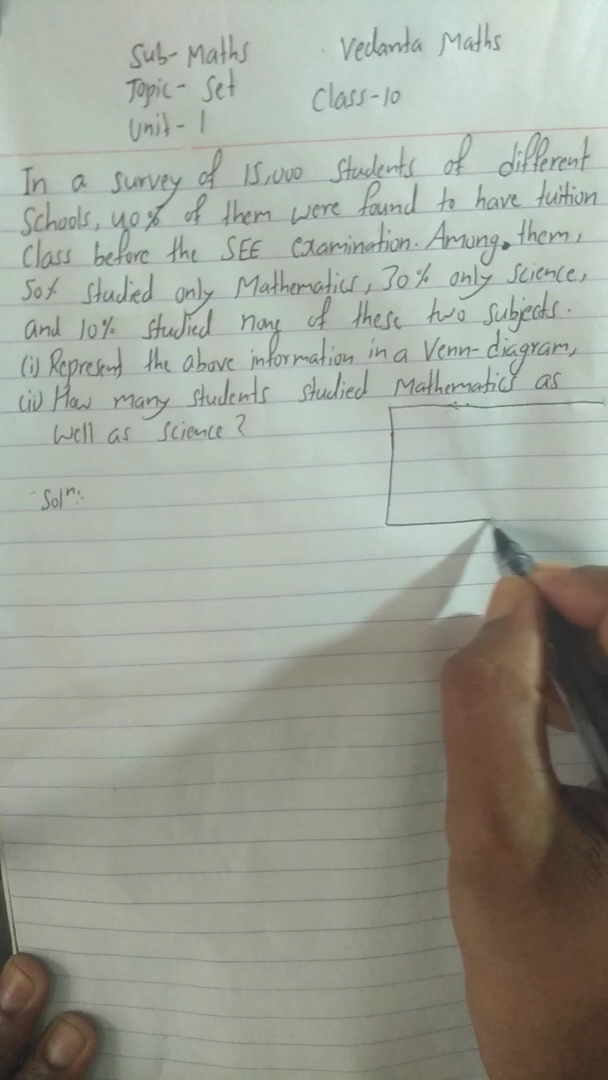 Sub- Maths
Vedanta Maths
Topic- Set
Class-10
Unit- 1
In a survey of 15,000 students of different
Schools, 40% of them were found to have tuition
Class before the SEE examination. Among them,
50% studied only Mathematics, 30% only science,
and 10% studied none of these two subjects.
(i) Represent the above information in a Venn-diagram,
(ii) How many students studied Mathematics as
well as science?
Solⁿ: